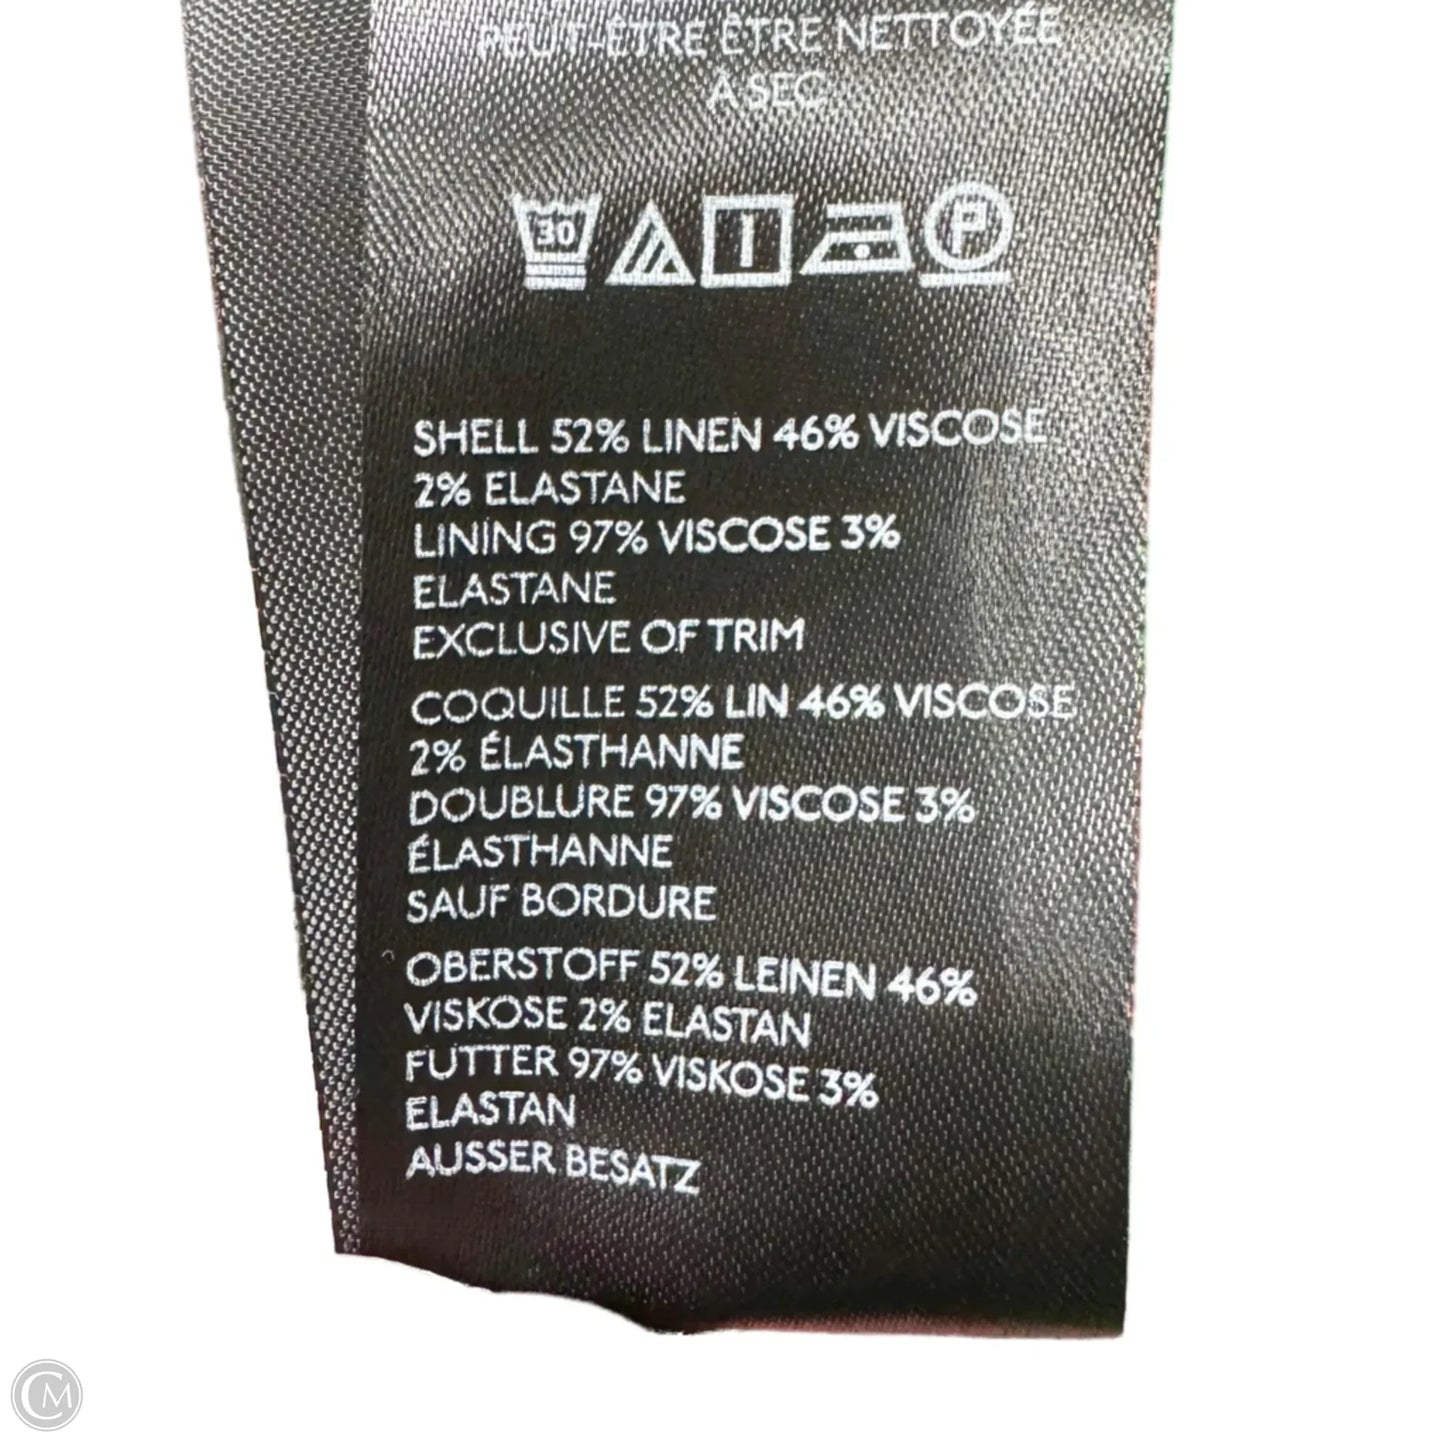 PEUT-ÊTRE ÊTRE NETTOYÉE
À SEC
30 P
SHELL 52% LINEN 46% VISCOSE
2% ELASTANE
LINING 97% VISCOSE 3%
ELASTANE
EXCLUSIVE OF TRIM
COQUILLE 52% LIN 46% VISCOSE
2% ÉLASTHANNE
DOUBLURE 97% VISCOSE 3%
ÉLASTHANNE
SAUF BORDURE
OBERSTOFF 52% LEINEN 46%
VISKOSE 2% ELASTAN
FUTTER 97% VISKOSE 3%
ELASTAN
AUSSER BESATZ
CM